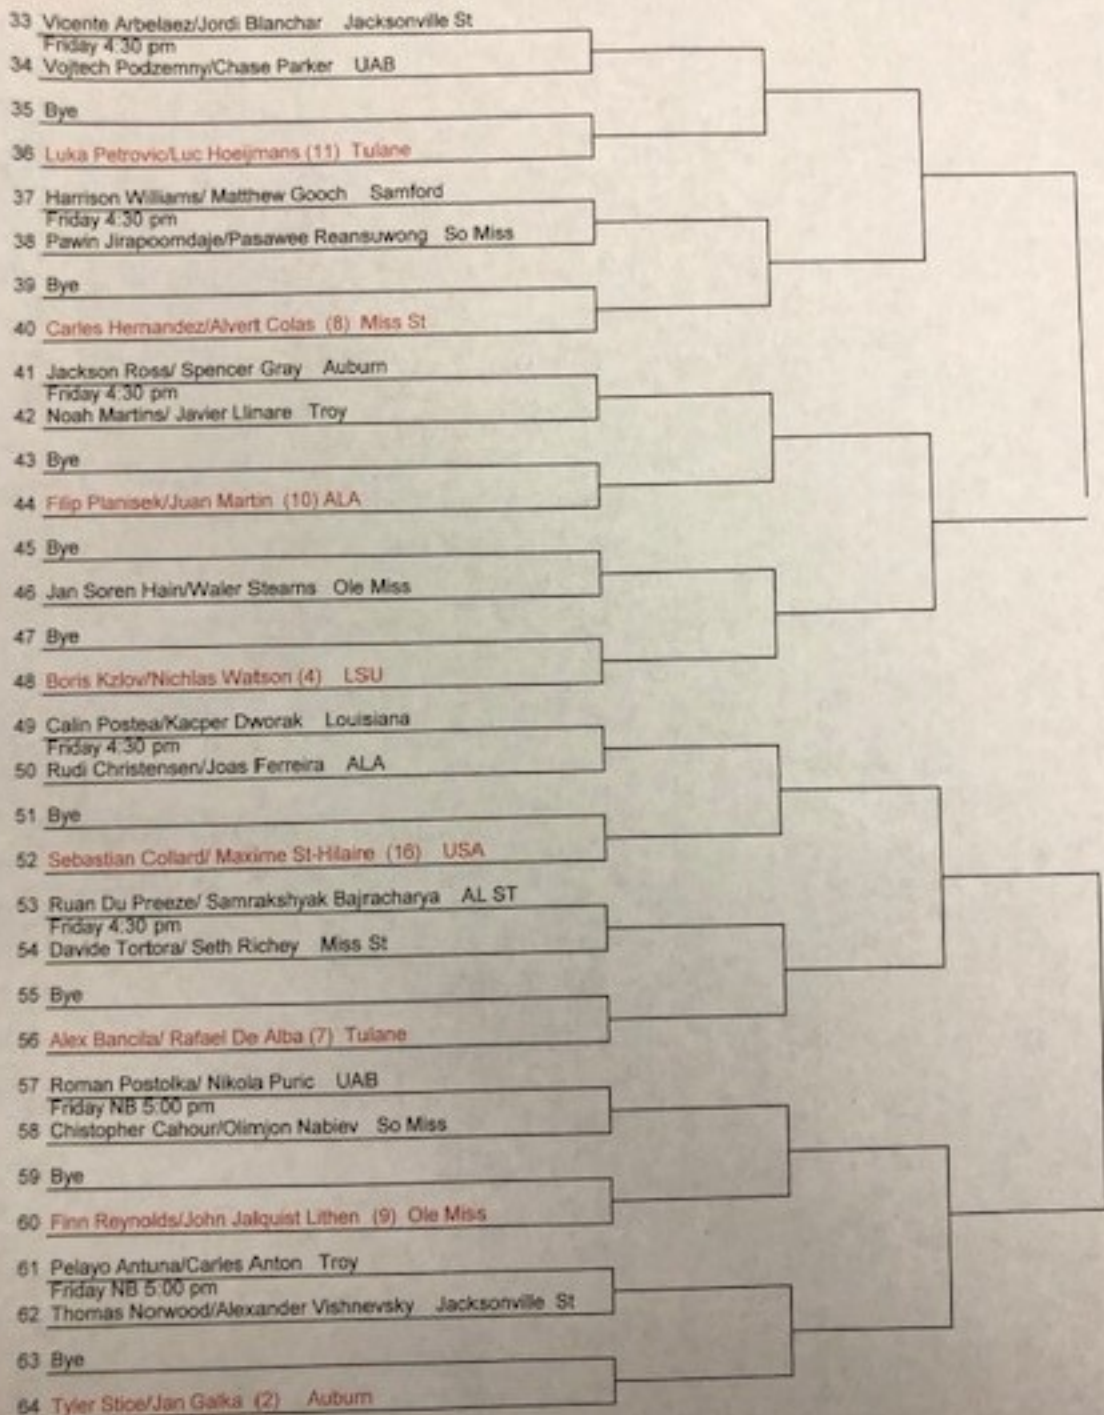 33 Vicente Arbelaez/Jordi Blanchar Jacksonville St
Friday 4:30 pm
34 Vojtech Podzemny/Chase Parker UAB
35 Bye
36 Luka Petrovic/Luc Hoeijmans (11) Tulane
37 Harrison Williams/ Matthew Gooch Samford
Friday 4:30 pm
38 Pawin Jirapoomdaje/Pasawee Reansuwong So Miss
39 Bye
40 Carles Hernandez/Alvert Colas (8) Miss St
41 Jackson Ross/ Spencer Gray Auburn
Friday 4:30 pm
42 Noah Martins/ Javier Llinare Troy
43 Bye
44 Filip Planisek/Juan Martin (10) ALA
45 Bye
46 Jan Soren Hain/Waler Stearns Ole Miss
47 Bye
48 Boris Kzlov/Nichlas Watson (4) LSU
49 Calin Postea/Kacper Dworak Louisiana
Friday 4:30 pm
50 Rudi Christensen/Joas Ferreira ALA
51 Bye
52 Sebastian Collard/ Maxime St-Hilaire (16) USA
53 Ruan Du Preeze/ Samrakshyak Bajracharya AL ST
Friday 4:30 pm
54 Davide Tortora/ Seth Richey Miss St
55 Bye
56 Alex Bancila/ Rafael De Alba (7) Tulane
57 Roman Postolka/ Nikola Puric UAB
Friday NB 5:00 pm
58 Chistopher Cahour/Olimjon Nabiev So Miss
59 Bye
60 Finn Reynolds/John Jalquist Lithen (9) Ole Miss
61 Pelayo Antuna/Carles Anton Troy
Friday NB 5:00 pm
62 Thomas Norwood/Alexander Vishnevsky Jacksonville St
63 Bye
64 Tyler Stice/Jan Galka (2) Auburn